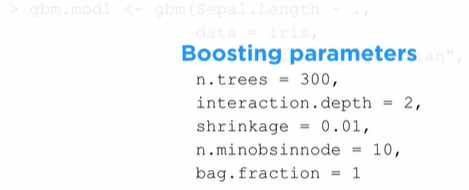 > gbm.mod1 <- gbm(Sepal.Length ~ .,
data = iris,
Boosting parameters
n.trees = 300,
interaction.depth = 2,
shrinkage = 0.01,
n.minobsinnode = 10,
bag.fraction = 1